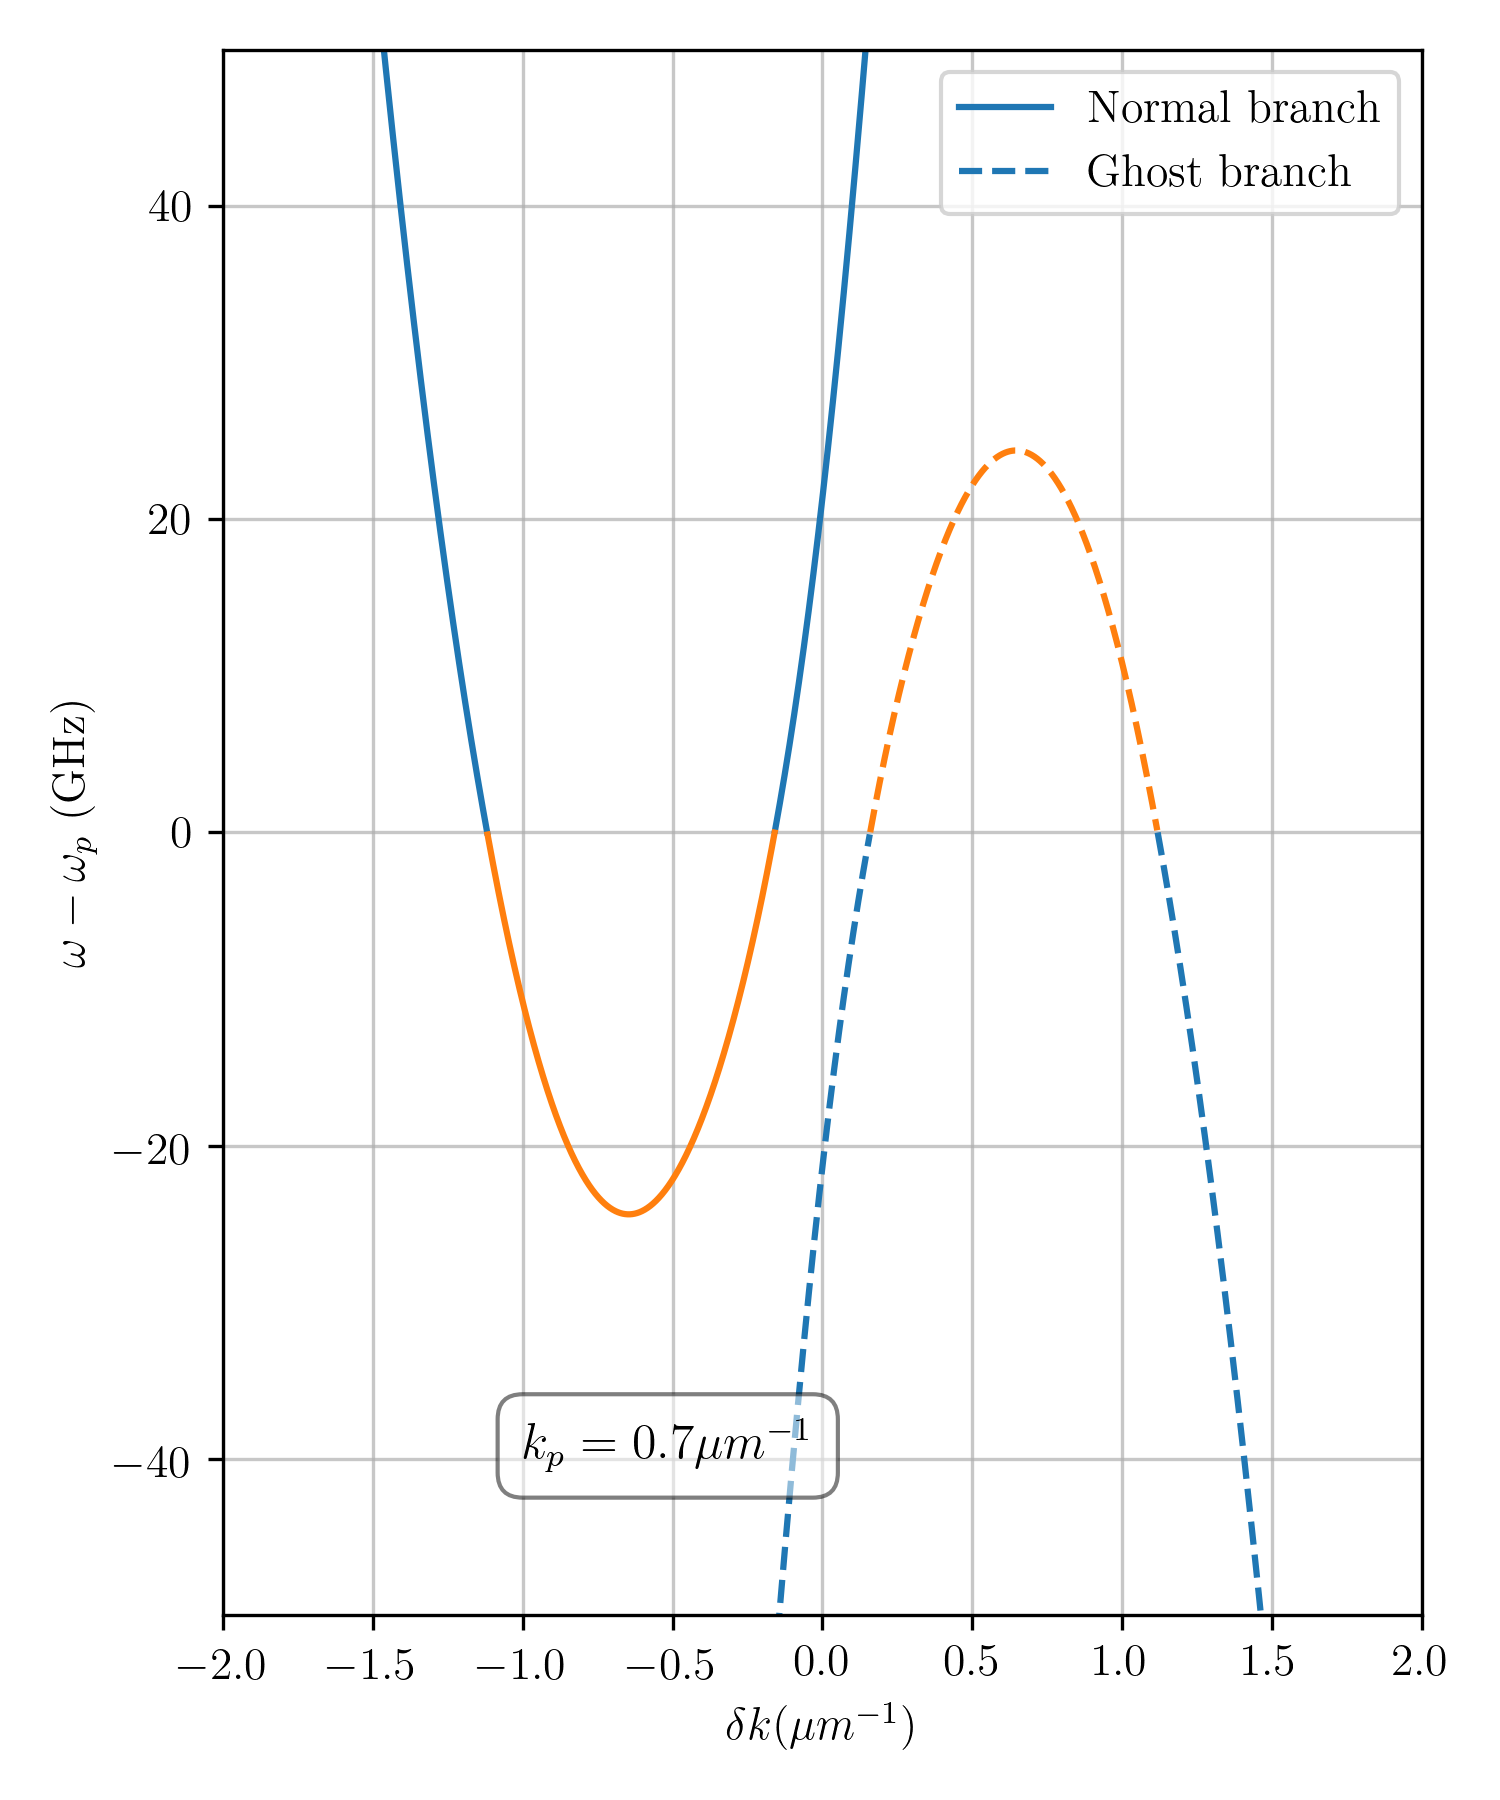 Normal branch
Ghost branch
40
20
0
−20
−40
ω − ω_p (GHz)
k_p = 0.7μm⁻¹
−2.0 −1.5 −1.0 −0.5 0.0 0.5 1.0 1.5 2.0
δk(μm⁻¹)